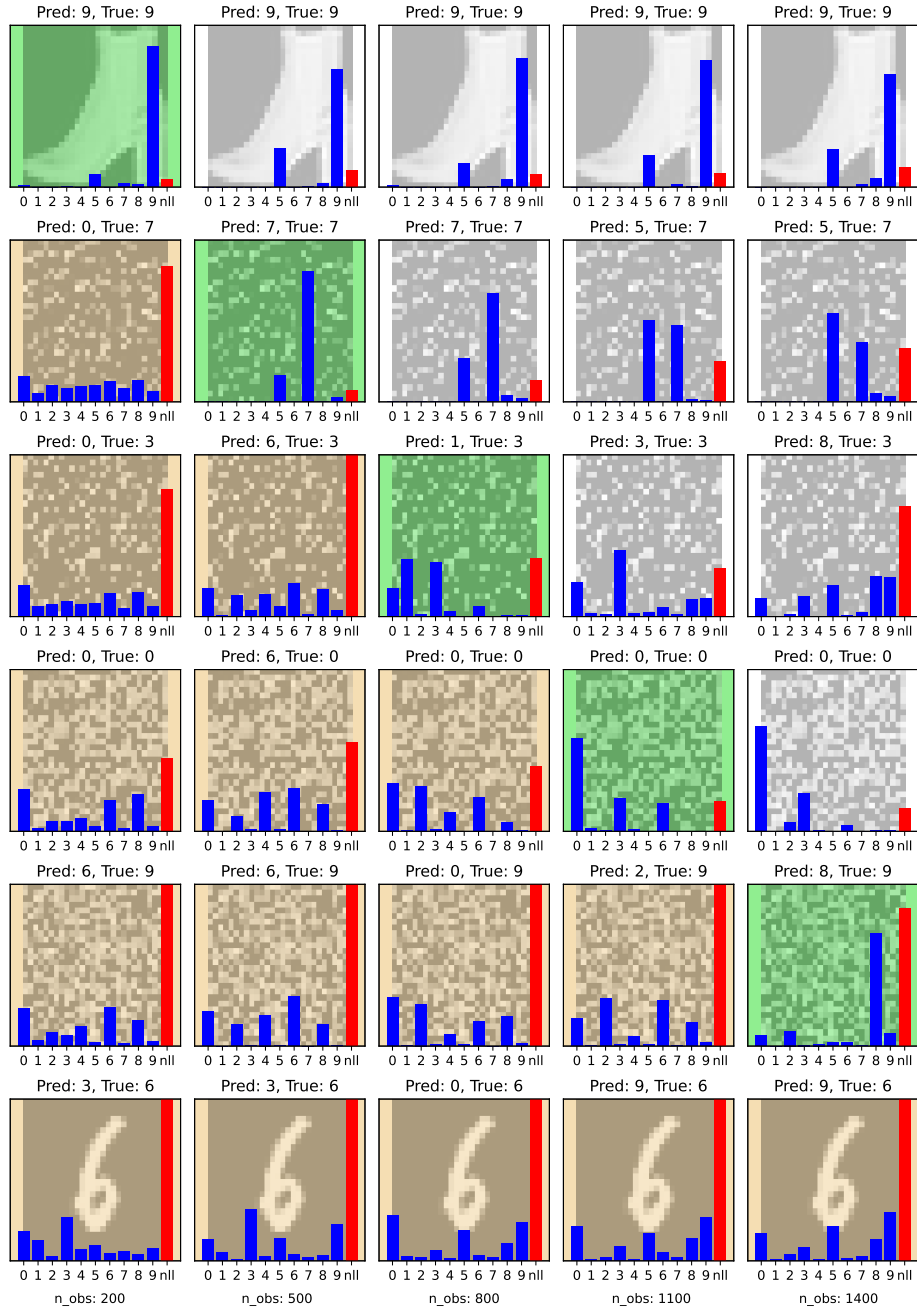 Pred: 9, True: 9 Pred: 9, True: 9 Pred: 9, True: 9 Pred: 9, True: 9 Pred: 9, True: 9
0 1 2 3 4 5 6 7 8 9 nll 0 1 2 3 4 5 6 7 8 9 nll 0 1 2 3 4 5 6 7 8 9 nll 0 1 2 3 4 5 6 7 8 9 nll 0 1 2 3 4 5 6 7 8 9 nll
Pred: 0, True: 7 Pred: 7, True: 7 Pred: 7, True: 7 Pred: 5, True: 7 Pred: 5, True: 7
0 1 2 3 4 5 6 7 8 9 nll 0 1 2 3 4 5 6 7 8 9 nll 0 1 2 3 4 5 6 7 8 9 nll 0 1 2 3 4 5 6 7 8 9 nll 0 1 2 3 4 5 6 7 8 9 nll
Pred: 0, True: 3 Pred: 6, True: 3 Pred: 1, True: 3 Pred: 3, True: 3 Pred: 8, True: 3
0 1 2 3 4 5 6 7 8 9 nll 0 1 2 3 4 5 6 7 8 9 nll 0 1 2 3 4 5 6 7 8 9 nll 0 1 2 3 4 5 6 7 8 9 nll 0 1 2 3 4 5 6 7 8 9 nll
Pred: 0, True: 0 Pred: 6, True: 0 Pred: 0, True: 0 Pred: 0, True: 0 Pred: 0, True: 0
0 1 2 3 4 5 6 7 8 9 nll 0 1 2 3 4 5 6 7 8 9 nll 0 1 2 3 4 5 6 7 8 9 nll 0 1 2 3 4 5 6 7 8 9 nll 0 1 2 3 4 5 6 7 8 9 nll
Pred: 6, True: 9 Pred: 6, True: 9 Pred: 0, True: 9 Pred: 2, True: 9 Pred: 8, True: 9
0 1 2 3 4 5 6 7 8 9 nll 0 1 2 3 4 5 6 7 8 9 nll 0 1 2 3 4 5 6 7 8 9 nll 0 1 2 3 4 5 6 7 8 9 nll 0 1 2 3 4 5 6 7 8 9 nll
Pred: 3, True: 6 Pred: 3, True: 6 Pred: 0, True: 6 Pred: 9, True: 6 Pred: 9, True: 6
6 6 6 6 6
0 1 2 3 4 5 6 7 8 9 nll 0 1 2 3 4 5 6 7 8 9 nll 0 1 2 3 4 5 6 7 8 9 nll 0 1 2 3 4 5 6 7 8 9 nll 0 1 2 3 4 5 6 7 8 9 nll
n_obs: 200 n_obs: 500 n_obs: 800 n_obs: 1100 n_obs: 1400